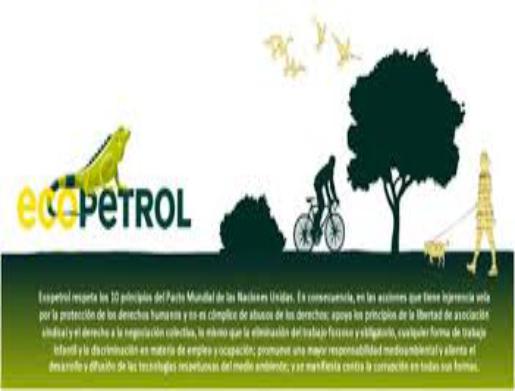 ecoPETROL
Ecopetrol respeta los 10 principios del Pacto Mundial de las Naciones Unidas. En consecuencia, en las acciones que tiene injerencia vela
por la protección de los derechos humanos y no es cómplice de abusos de los derechos; apoya los principios de la libertad de asociación
sindical y el derecho a la negociación colectiva, lo mismo que la eliminación del trabajo forzoso y obligatorio, cualquier forma de trabajo
infantil y la discriminación en materia de empleo y ocupación; promueve una mayor responsabilidad medioambiental y alienta el
desarrollo y difusión de las tecnologías respetuosas del medio ambiente; y se manifiesta contra la corrupción en todas sus formas.